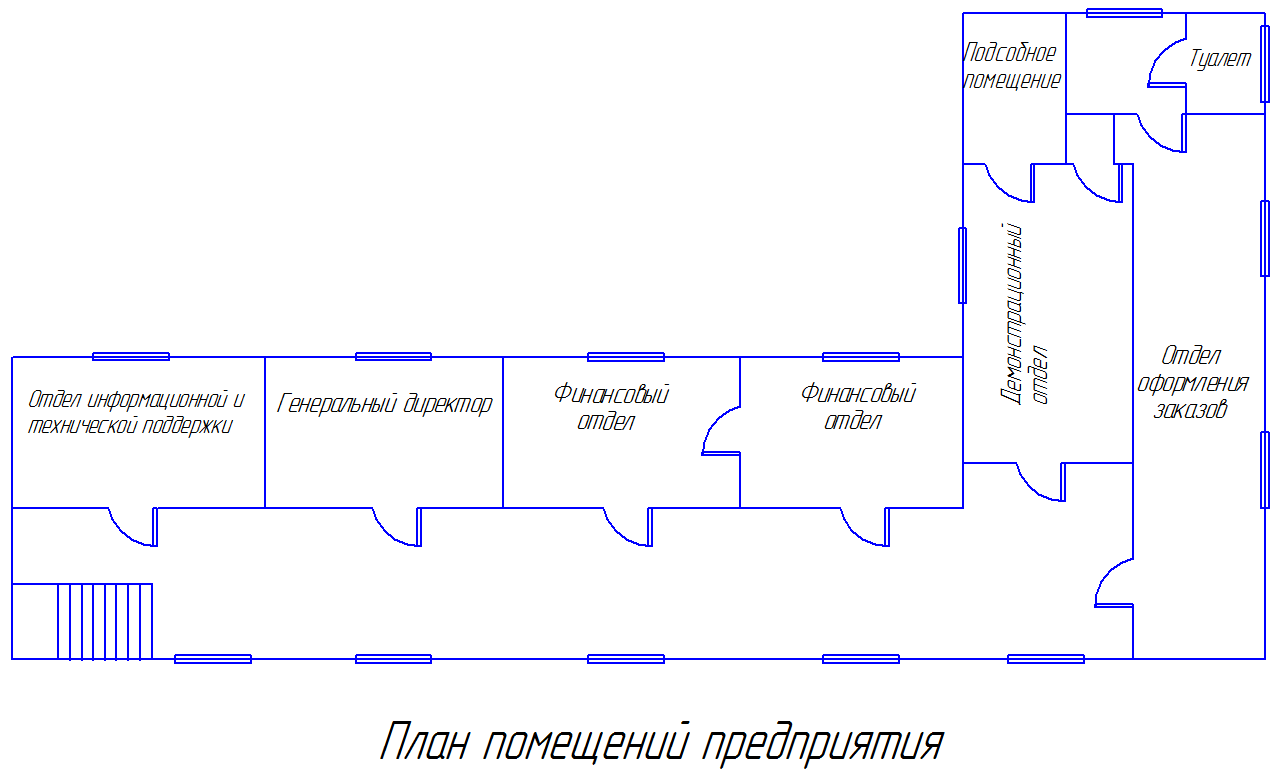 Подсобное
помещение
Туалет
Демонстрационный
отдел
Отдел
оформления
заказов
Отдел информационной и
технической поддержки
Генеральный директор
Финансовый
отдел
Финансовый
отдел
План помещений предприятия